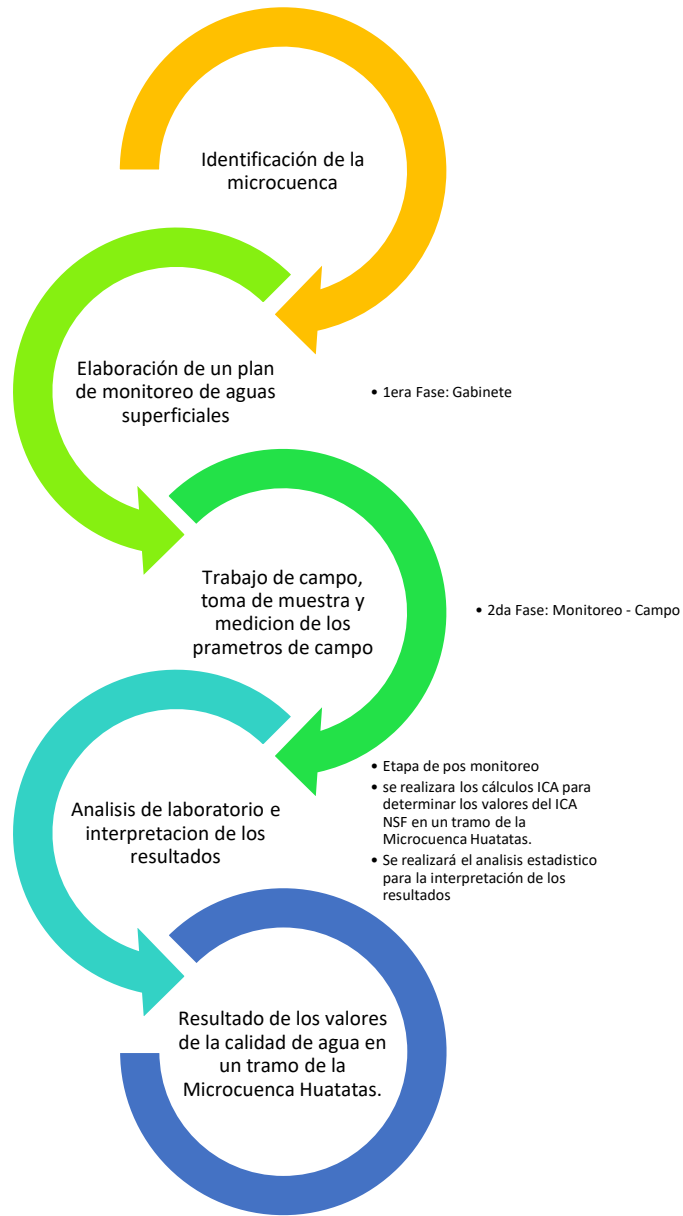 Identificación de la
microcuenca
Elaboración de un plan
de monitoreo de aguas
superficiales
• 1era Fase: Gabinete
Trabajo de campo,
toma de muestra y
medicion de los
prametros de campo
• 2da Fase: Monitoreo - Campo
Analisis de laboratorio e
interpretacion de los
resultados
• Etapa de pos monitoreo
• se realizara los cálculos ICA para
determinar los valores del ICA
NSF en un tramo de la
Microcuenca Huatatas.
• Se realizará el analisis estadistico
para la interpretación de los
resultados
Resultado de los valores
de la calidad de agua en
un tramo de la
Microcuenca Huatatas.